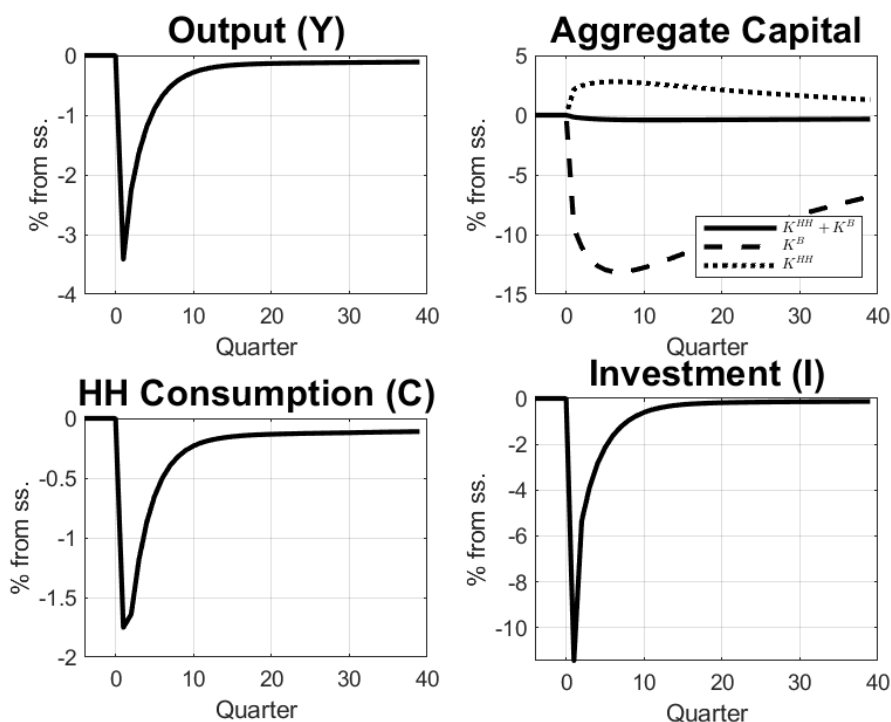 Output (Y)
0
-1
-2
-3
-4
% from ss.
0
10
20
30
40
Quarter
Aggregate Capital
5
0
-5
-10
-15
% from ss.
K^{HH} + K^B
K^B
K^{HH}
0
10
20
30
40
Quarter
HH Consumption (C)
0
-0.5
-1
-1.5
-2
% from ss.
0
10
20
30
40
Quarter
Investment (I)
0
-2
-4
-6
-8
-10
% from ss.
0
10
20
30
40
Quarter